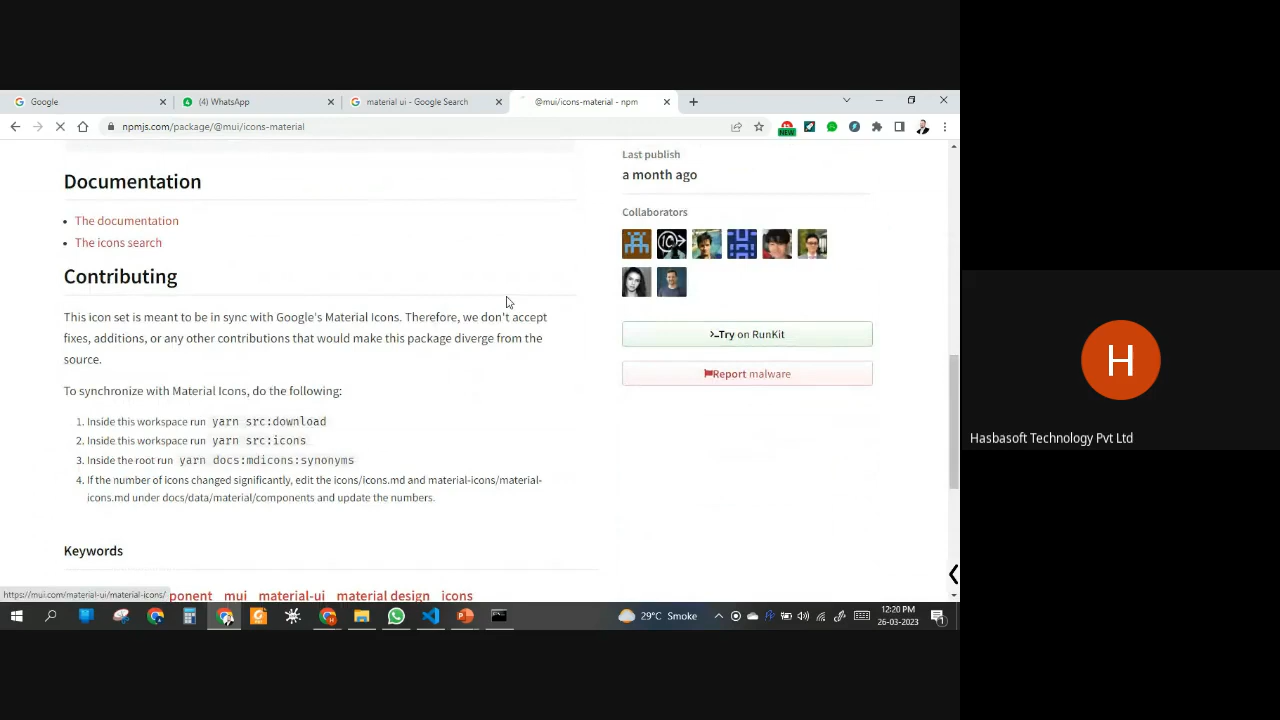 Google
(4) WhatsApp
material ui - Google Search
@mui/icons-material - npm
npmjs.com/package/@mui/icons-material
NEW
Documentation
The documentation
The icons search
Contributing
This icon set is meant to be in sync with Google's Material Icons. Therefore, we don't accept
fixes, additions, or any other contributions that would make this package diverge from the
source.
To synchronize with Material Icons, do the following:
1. Inside this workspace run yarn src:download
2. Inside this workspace run yarn src:icons
3. Inside the root run yarn docs:mdicons:synonyms
4. If the number of icons changed significantly, edit the icons/icons.md and material-icons/material-
icons.md under docs/data/material/components and update the numbers.
Keywords
ponent mui material-ui material design icons
https://mui.com/material-ui/material-icons/
Last publish
a month ago
Collaborators
Try on RunKit
Report malware
29°C Smoke
12:20 PM
26-03-2023
H
Hasbasoft Technology Pvt Ltd